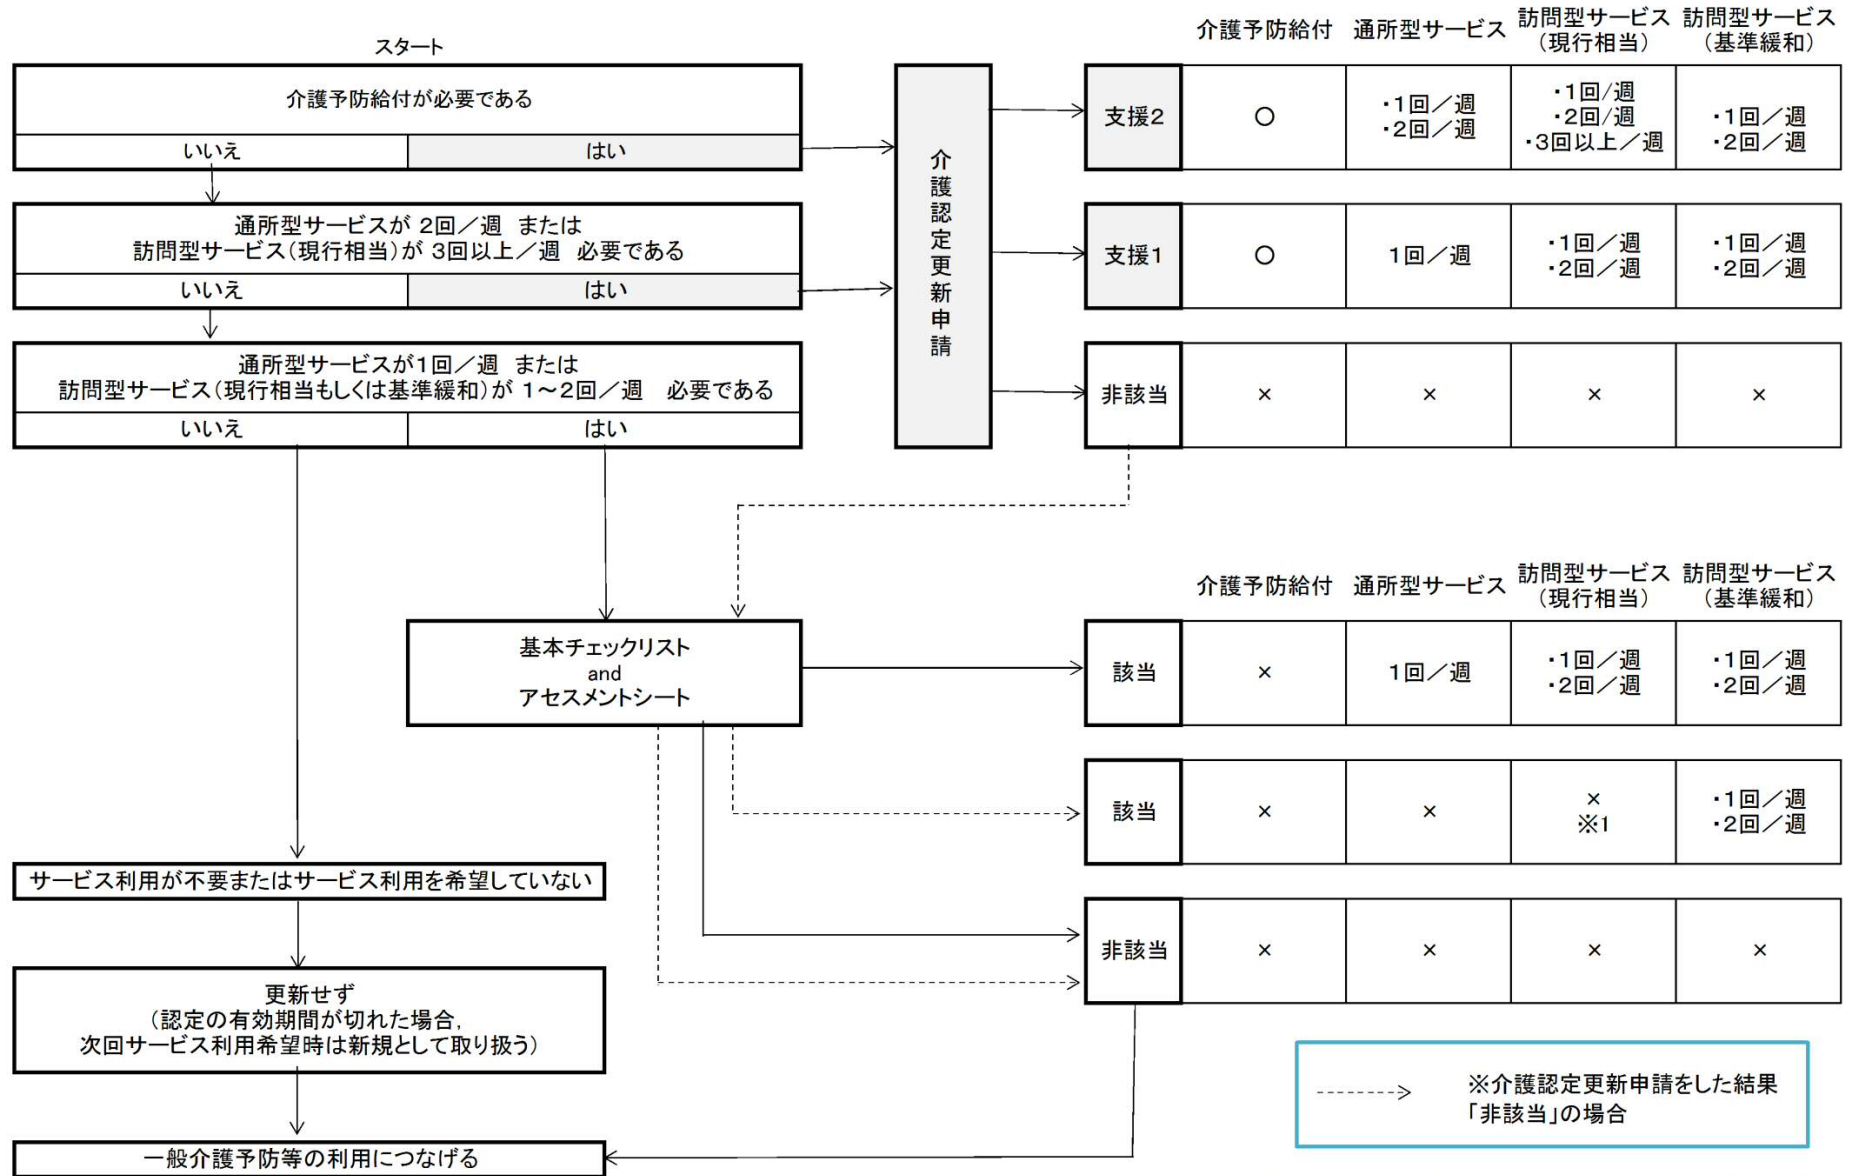 スタート
介護予防給付が必要である
いいえ
はい
通所型サービスが 2回／週 または
訪問型サービス(現行相当)が 3回以上／週 必要である
いいえ
はい
通所型サービスが1回／週 または
訪問型サービス(現行相当もしくは基準緩和)が 1～2回／週 必要である
いいえ
はい
介護認定更新申請
介護予防給付
通所型サービス
訪問型サービス
(現行相当)
訪問型サービス
(基準緩和)
支援2
○
・1回／週
・2回／週
・1回/週
・2回/週
・3回以上／週
・1回／週
・2回／週
支援1
○
1回／週
・1回／週
・2回／週
・1回／週
・2回／週
非該当
×
×
×
×
基本チェックリスト
and
アセスメントシート
介護予防給付
通所型サービス
訪問型サービス
(現行相当)
訪問型サービス
(基準緩和)
該当
×
1回／週
・1回／週
・2回／週
・1回／週
・2回／週
該当
×
×
×
※1
・1回／週
・2回／週
非該当
×
×
×
×
サービス利用が不要またはサービス利用を希望していない
更新せず
(認定の有効期間が切れた場合,
次回サービス利用希望時は新規として取り扱う)
一般介護予防等の利用につなげる
※介護認定更新申請をした結果
「非該当」の場合